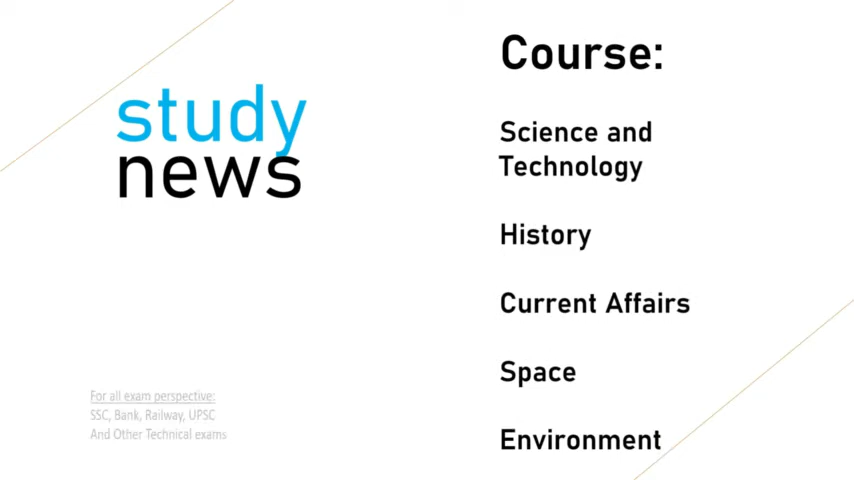 study
news
For all exam perspective:
SSC, Bank, Railway, UPSC
And Other Technical exams
Course:
Science and
Technology
History
Current Affairs
Space
Environment